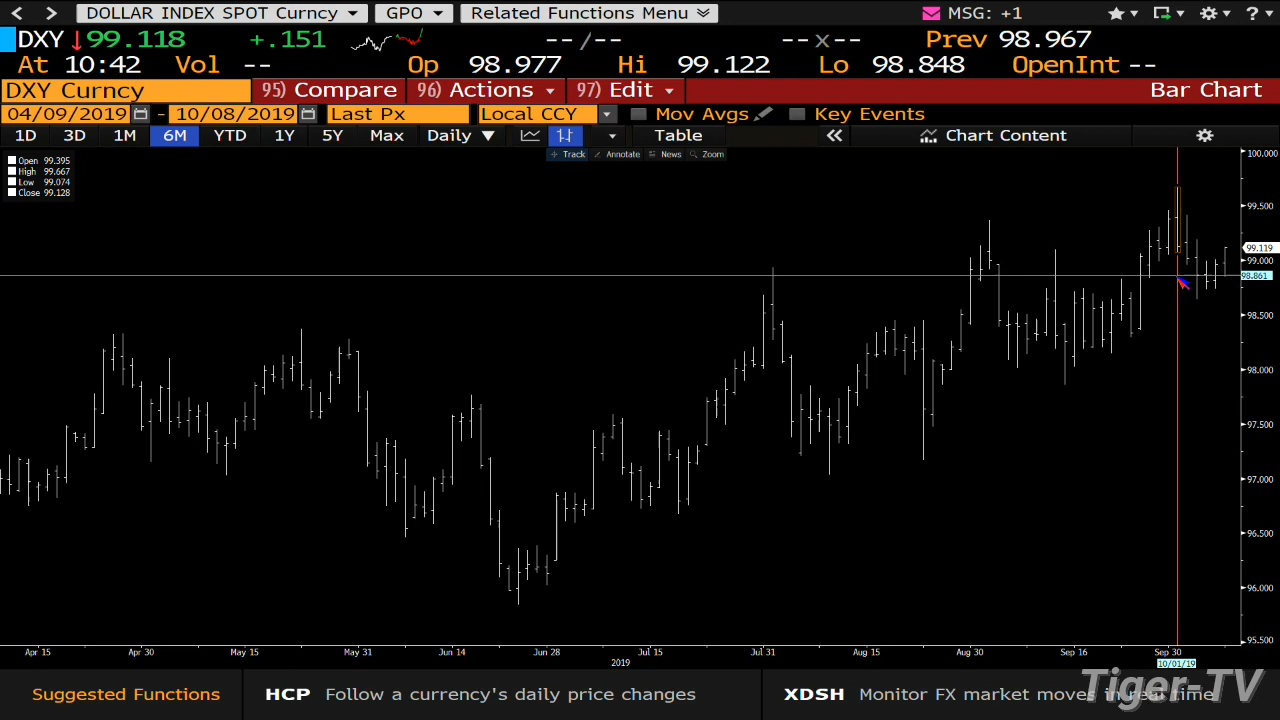 < > DOLLAR INDEX SPOT Curncy GPO Related Functions Menu MSG: +1 ?
DXY ↓99.118 +.151 --/-- --x-- Prev 98.967
At 10:42 Vol -- Op 98.977 Hi 99.122 Lo 98.848 OpenInt --
DXY Curncy 95) Compare 96) Actions 97) Edit Bar Chart
04/09/2019 - 10/08/2019 Last Px Local CCY Mov Avgs Key Events
1D 3D 1M 6M YTD 1Y 5Y Max Daily ▼ Table « Chart Content
Track Annotate News Zoom
Open 99.395
High 99.667
Low 99.074
Close 99.128
100.000
99.500
99.119
99.000
98.861
98.500
98.000
97.500
97.000
96.500
96.000
95.500
Apr 15 Apr 30 May 15 May 31 Jun 14 Jun 28 Jul 15 Jul 31 Aug 15 Aug 30 Sep 16 Sep 30
2019 10/01/19
Suggested Functions HCP Follow a currency's daily price changes XDSH Monitor FX market moves in real time
Tiger-TV